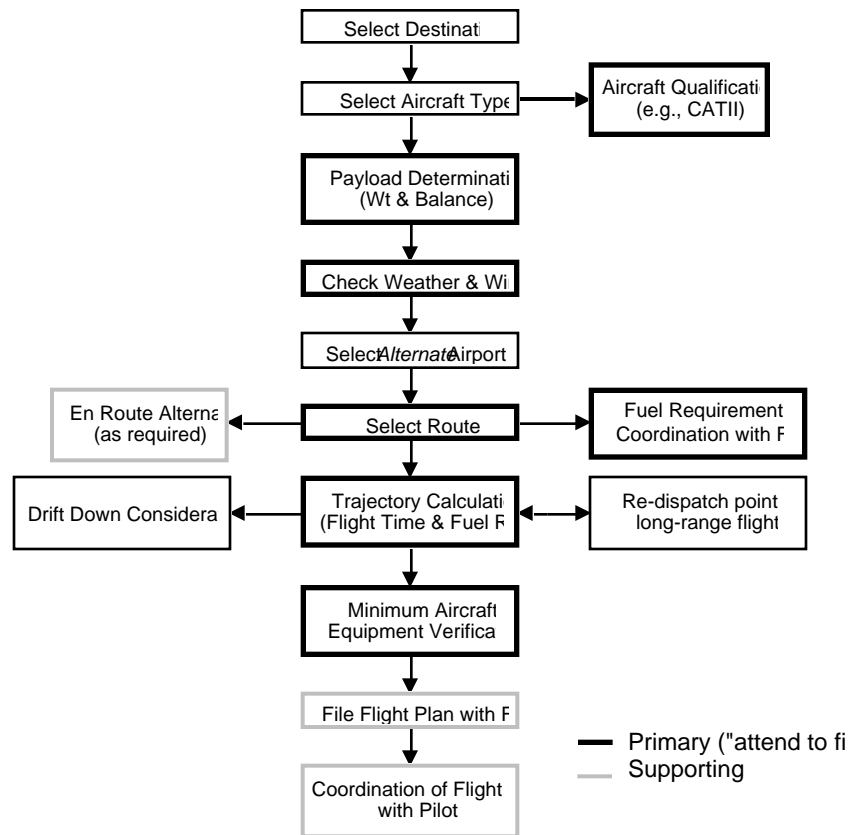 Select Destinati
Select Aircraft Type
Aircraft Qualificati
(e.g., CATII)
Payload Determinati
(Wt & Balance)
Check Weather & Wi
Select Alternate Airport
En Route Alterna
(as required)
Select Route
Fuel Requirement
Coordination with F
Drift Down Considera
Trajectory Calculati
(Flight Time & Fuel R
Re-dispatch point
long-range flight
Minimum Aircraft
Equipment Verifica
File Flight Plan with F
Coordination of Flight
with Pilot
Primary ("attend to fi
Supporting